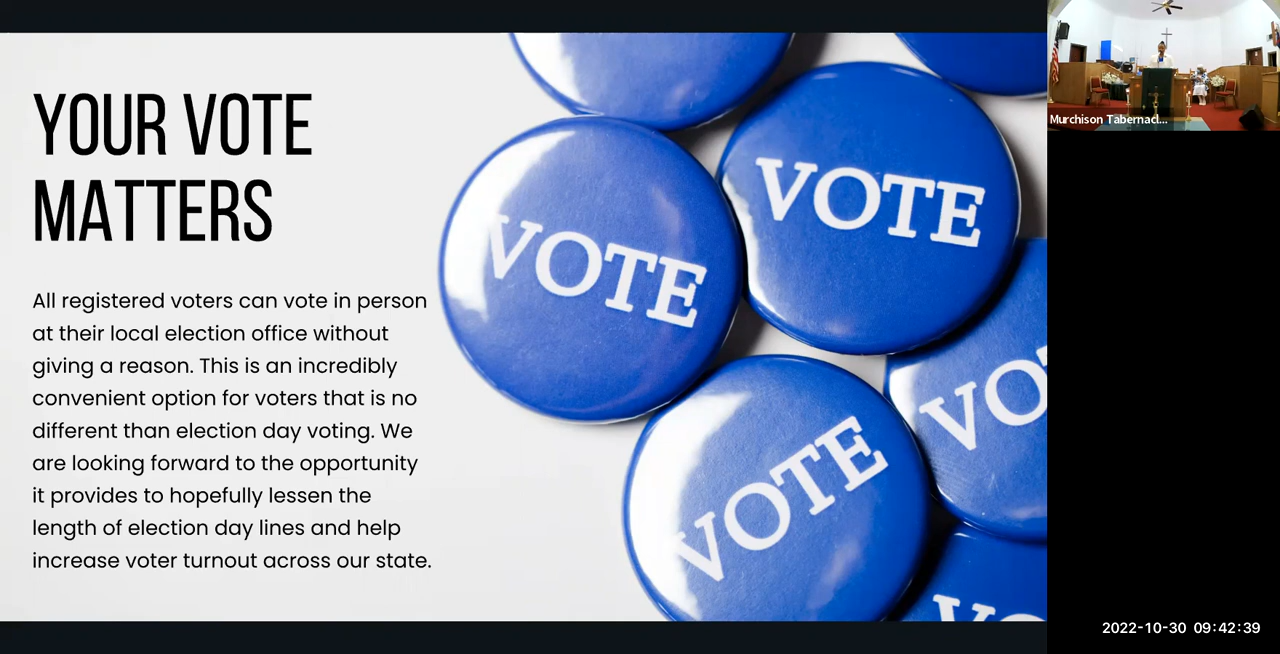 YOUR VOTE
MATTERS
All registered voters can vote in person
at their local election office without
giving a reason. This is an incredibly
convenient option for voters that is no
different than election day voting. We
are looking forward to the opportunity
it provides to hopefully lessen the
length of election day lines and help
increase voter turnout across our state.
VOTE
VOTE
VO
VOTE
VO
Murchison Tabernacl...
2022-10-30 09:42:39